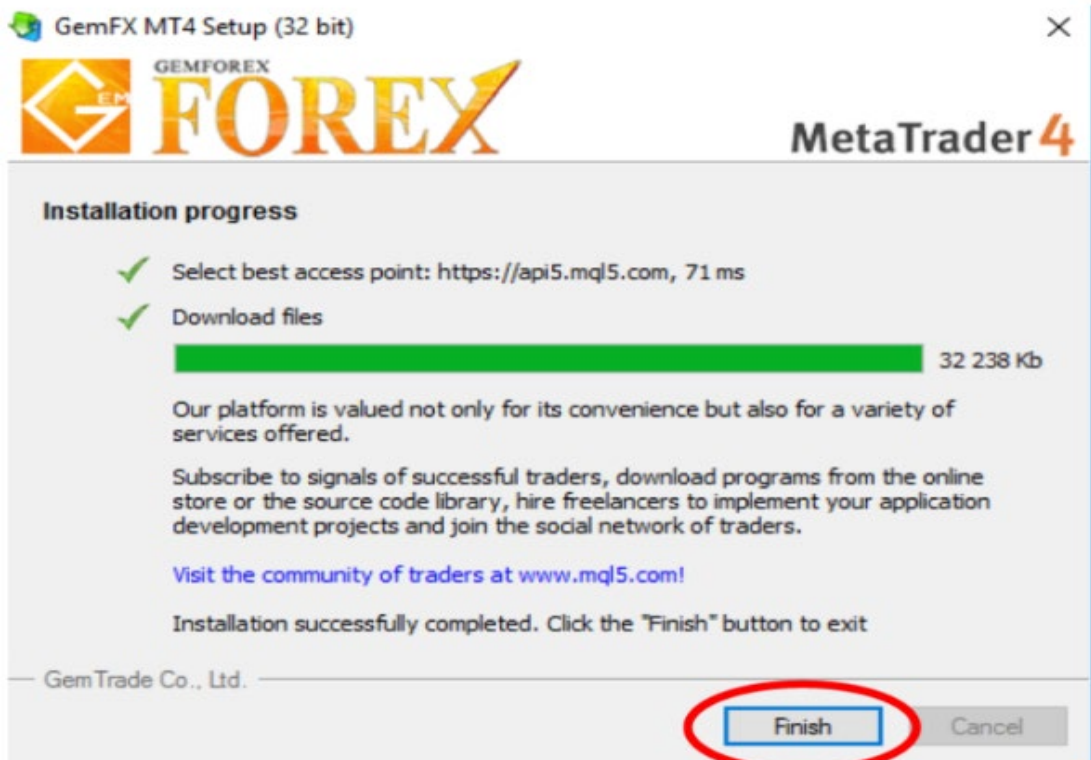 GemFX MT4 Setup (32 bit)
GEMFOREX
GEM FOREX
MetaTrader 4
Installation progress
Select best access point: https://api5.mql5.com, 71 ms
Download files
32 238 Kb
Our platform is valued not only for its convenience but also for a variety of
services offered.
Subscribe to signals of successful traders, download programs from the online
store or the source code library, hire freelancers to implement your application
development projects and join the social network of traders.
Visit the community of traders at www.mql5.com!
Installation successfully completed. Click the "Finish" button to exit
GemTrade Co., Ltd.
Finish Cancel